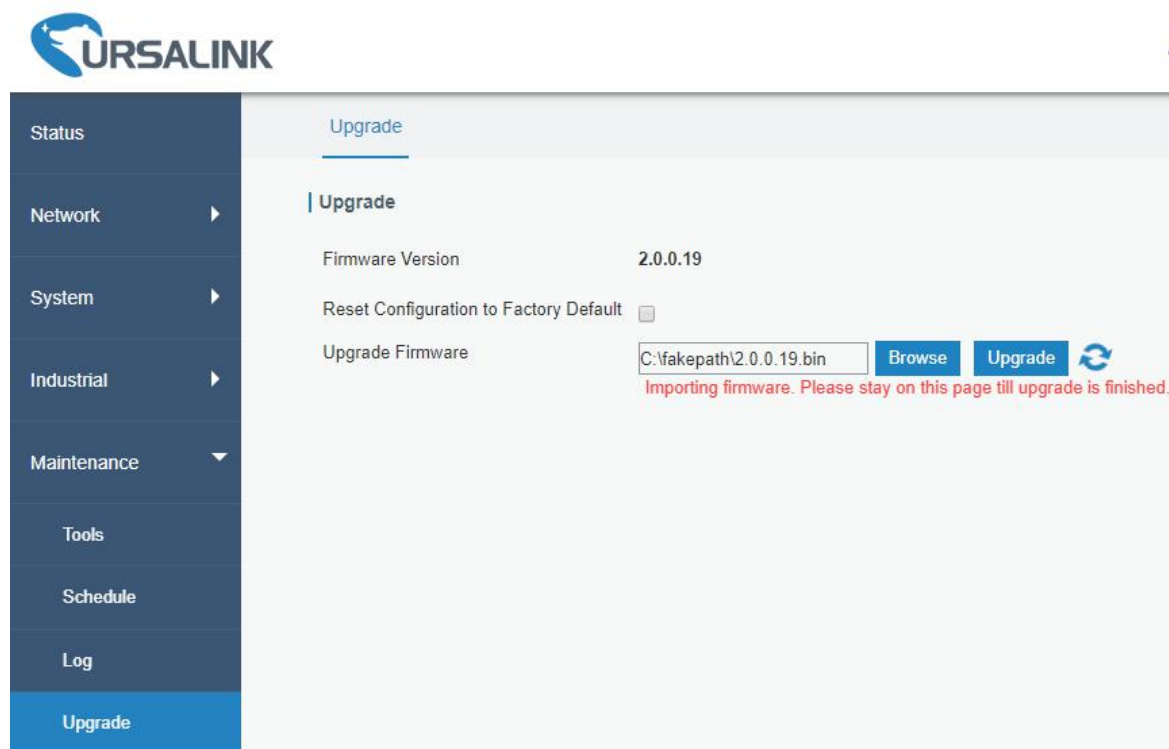 URSALINK
Status
Upgrade
Upgrade
Network
Firmware Version 2.0.0.19
System
Reset Configuration to Factory Default
Upgrade Firmware C:\fakepath\2.0.0.19.bin Browse Upgrade
Industrial
Importing firmware. Please stay on this page till upgrade is finished.
Maintenance
Tools
Schedule
Log
Upgrade